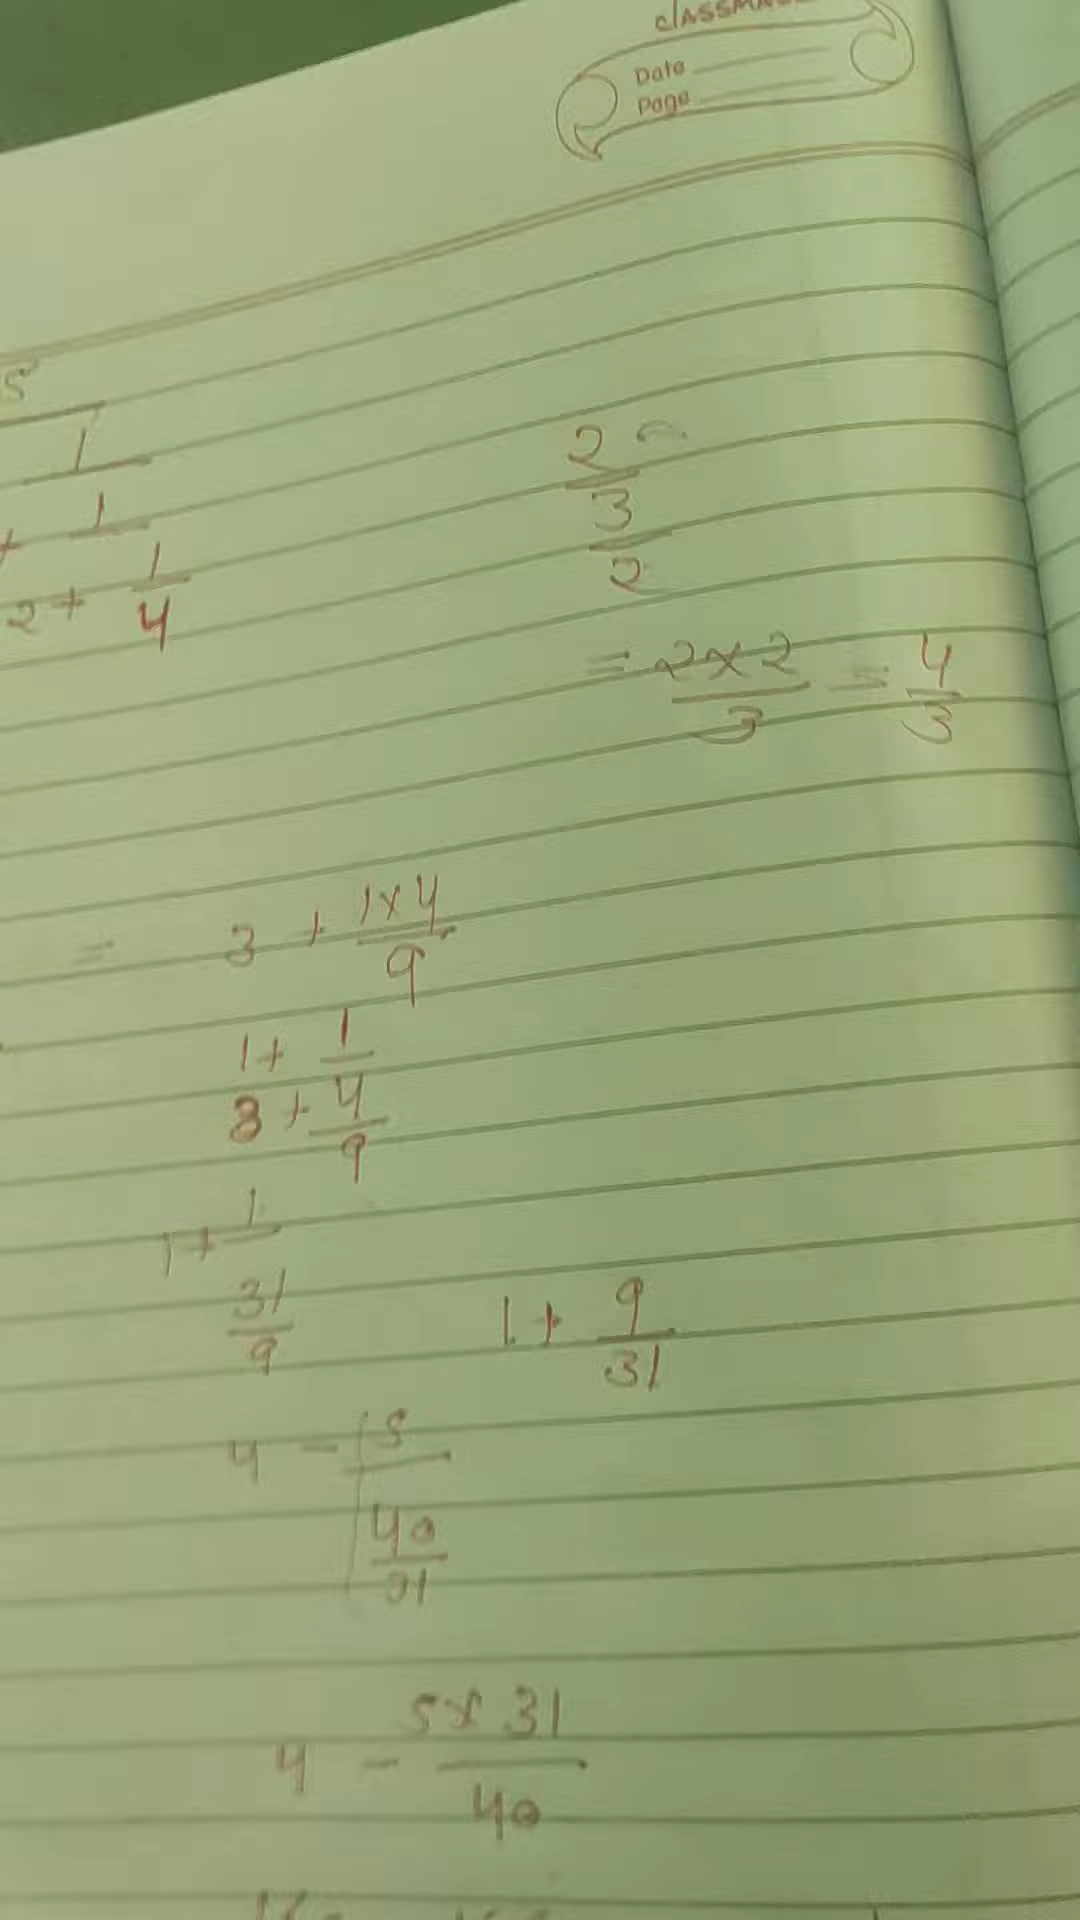 Date
Page
5
1
+ 1
2 + 1/4
2
3
2
= 2×2/3 = 4/3
= 3 + 1×4/9
1 + 1
3 + 4/9
1 + 1
31/9
1 + 9/31
4 - 5
40
31
4 - 5×31/40